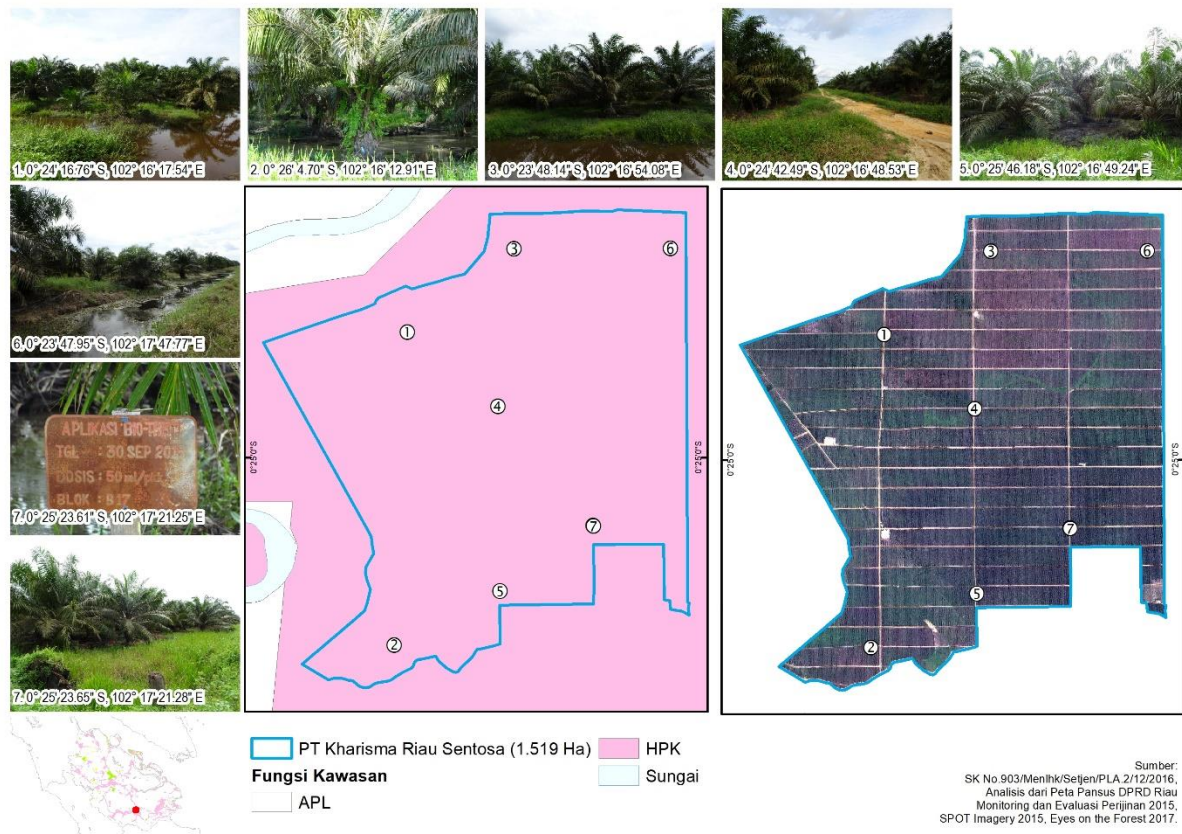 1. 0° 24' 16.76" S, 102° 16' 17.54" E
2. 0° 26' 4.70" S, 102° 16' 12.91" E
3. 0° 23' 48.14" S, 102° 16' 54.08" E
4. 0° 24' 42.49" S, 102° 16' 48.53" E
5. 0° 25' 46.18" S, 102° 16' 49.24" E
6. 0° 23' 47.95" S, 102° 17' 47.77" E
APLIKASI
TGL : 30 SEP
DOSIS : 50 ml/
BLOK :
7. 0° 25' 23.61" S, 102° 17' 21.25" E
7. 0° 25' 23.65" S, 102° 17' 21.28" E
3
6
1
4
7
5
2
0°25'0"S
0°25'0"S
3
6
1
4
7
5
2
0°25'0"S
PT Kharisma Riau Sentosa (1.519 Ha)
Fungsi Kawasan
APL
HPK
Sungai
Sumber:
SK No.903/Menlhk/Setjen/PLA.2/12/2016,
Analisis dari Peta Pansus DPRD Riau
Monitoring dan Evaluasi Perijinan 2015,
SPOT Imagery 2015, Eyes on the Forest 2017.